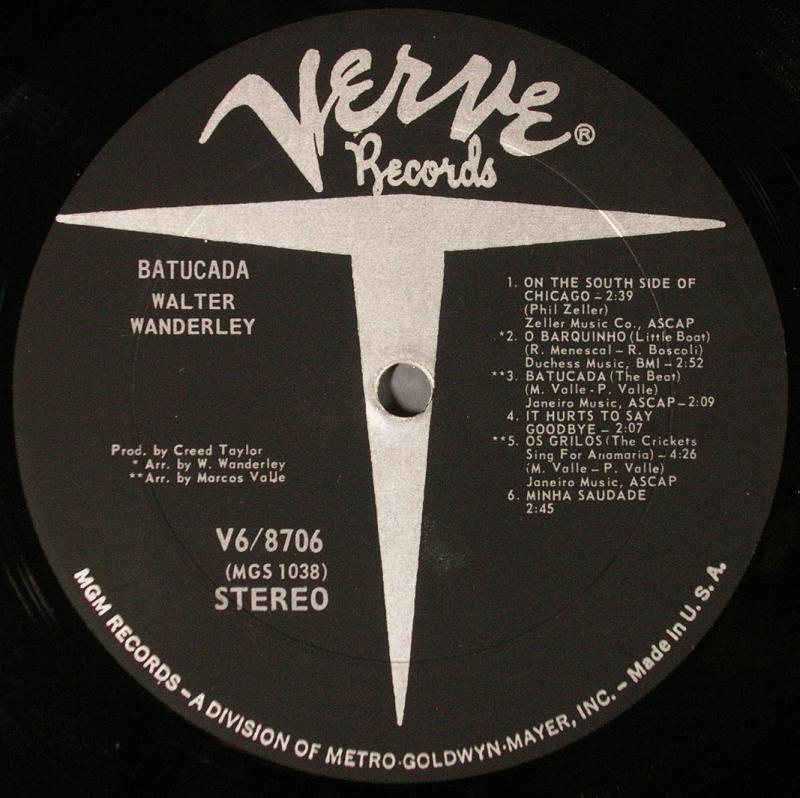 Verve®
Records
BATUCADA
WALTER
WANDERLEY
Prod. by Creed Taylor
* Arr. by W. Wanderley
**Arr. by Marcos Valle
V6/8706
(MGS 1038)
STEREO
1. ON THE SOUTH SIDE OF
CHICAGO – 2:39
(Phil Zeller)
Zeller Music Co., ASCAP
*2. O BARQUINHO (Little Boat)
(R. Menescal – R. Boscoli)
Duchess Music, BMI – 2:52
**3. BATUCADA (The Beat)
(M. Valle - P. Valle)
Janeiro Music, ASCAP – 2:09
4. IT HURTS TO SAY
GOODBYE – 2:07
**5. OS GRILOS (The Crickets
Sing For Anamaria) – 4:26
(M. Valle – P. Valle)
Janeiro Music, ASCAP
6. MINHA SAUDADE
2:45
MGM RECORDS – A DIVISION OF METRO-GOLDWYN-MAYER, INC. – Made In U. S. A.